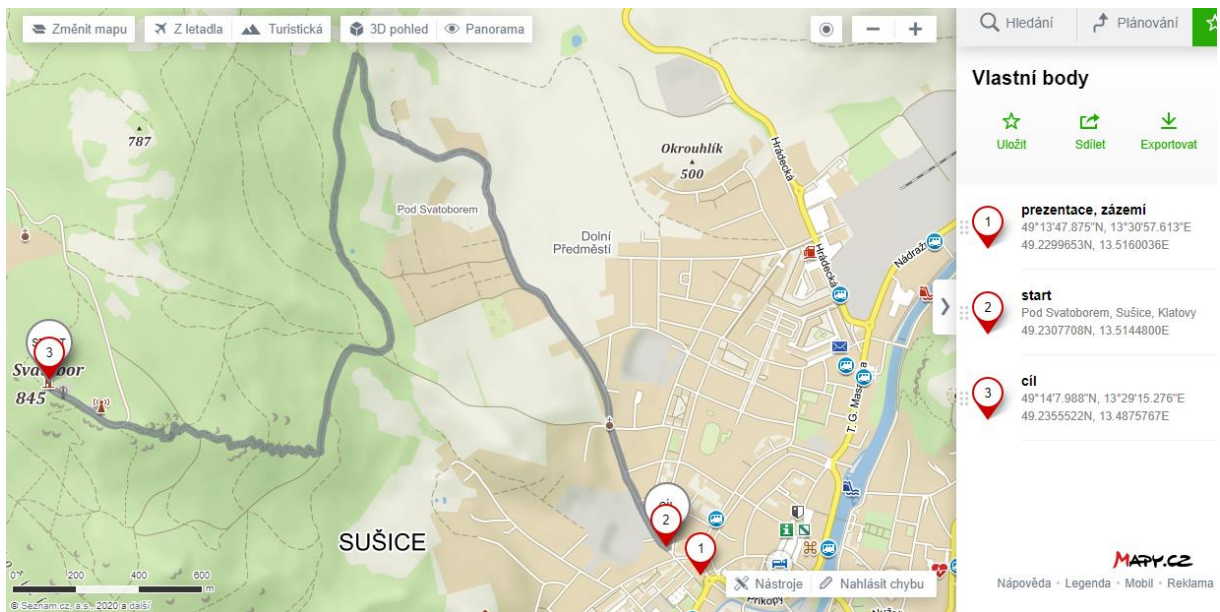 Změnit mapu
Z letadla
Turistická
3D pohled
Panorama
Hledání
Plánování
Vlastní body
Uložit
Sdílet
Exportovat
1
prezentace, zázemí
49°13'47.875"N, 13°30'57.613"E
49.2299653N, 13.5160036E
2
start
Pod Svatoborem, Sušice, Klatovy
49.2307708N, 13.5144800E
3
cíl
49°14'7.988"N, 13°29'15.276"E
49.2355522N, 13.4875767E
787
Okrouhlík
500
Hrádecká
Pod Svatoborem
Dolní
Předměstí
Hrádecká
Nádražní
3
Svatobor
845
T. G. Masaryka
2
1
SUŠICE
0
200
400
600
m
© Seznam.cz, a.s., 2020 a další
Nástroje
Nahlásit chybu
Příkopy
MAPY.CZ
Nápověda • Legenda • Mobil • Reklama